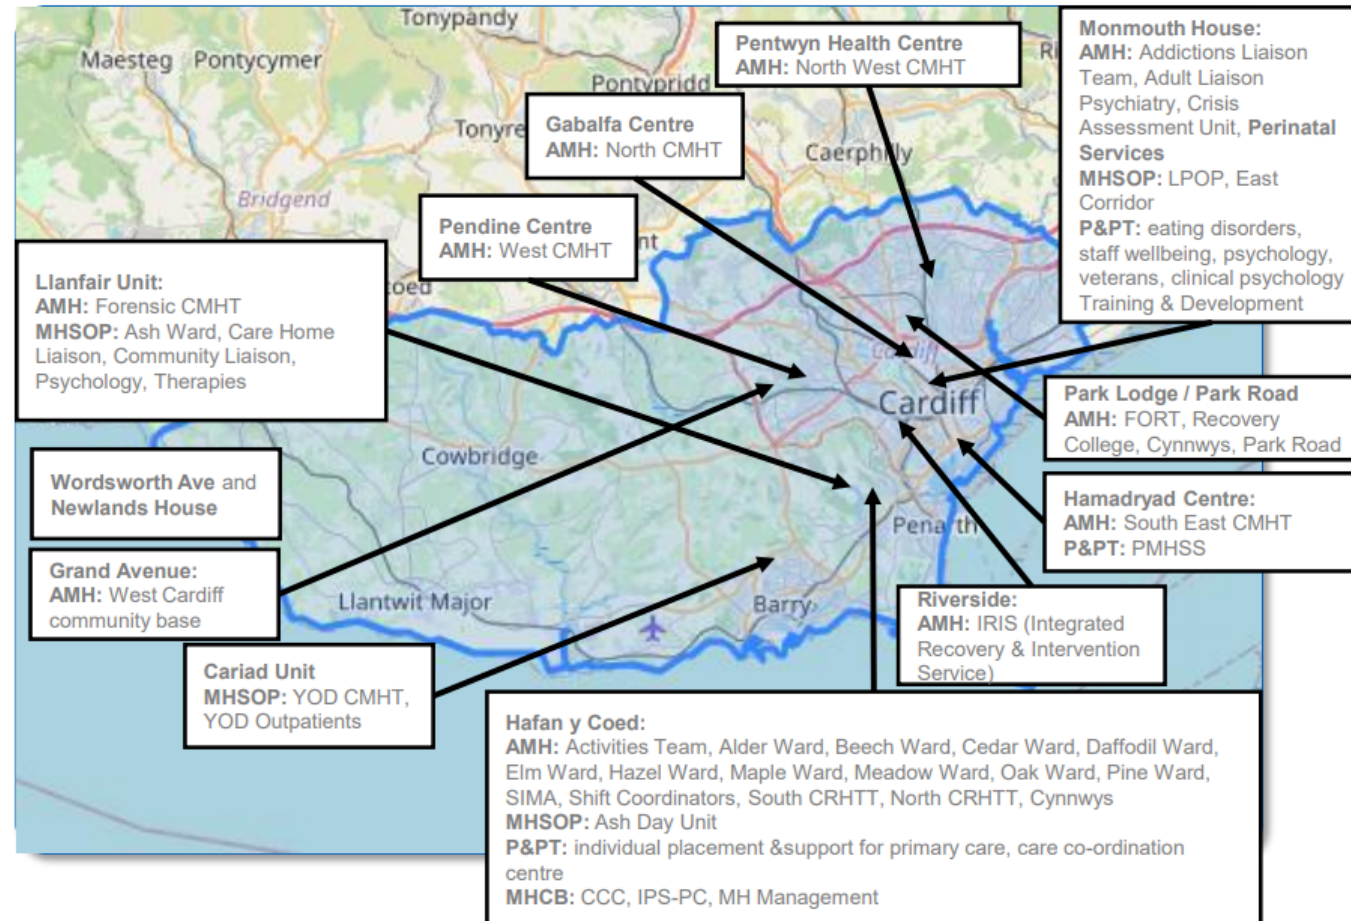 Tonypandy
Maesteg
Pontycymer
Pontypridd
Tonyre
Caerphilly
Bridgend
Ri
nt
coed
Cardiff
Cardiff
Cowbridge
Penarth
Llantwit Major
Barry
Pentwyn Health Centre
AMH: North West CMHT
Monmouth House:
AMH: Addictions Liaison
Team, Adult Liaison
Psychiatry, Crisis
Assessment Unit, Perinatal
Services
MHSOP: LPOP, East
Corridor
P&PT: eating disorders,
staff wellbeing, psychology,
veterans, clinical psychology
Training & Development
Gabalfa Centre
AMH: North CMHT
Pendine Centre
AMH: West CMHT
Llanfair Unit:
AMH: Forensic CMHT
MHSOP: Ash Ward, Care Home
Liaison, Community Liaison,
Psychology, Therapies
Park Lodge / Park Road
AMH: FORT, Recovery
College, Cynnwys, Park Road
Wordsworth Ave and
Newlands House
Hamadryad Centre:
AMH: South East CMHT
P&PT: PMHSS
Grand Avenue:
AMH: West Cardiff
community base
Riverside:
AMH: IRIS (Integrated
Recovery & Intervention
Service)
Cariad Unit
MHSOP: YOD CMHT,
YOD Outpatients
Hafan y Coed:
AMH: Activities Team, Alder Ward, Beech Ward, Cedar Ward, Daffodil Ward,
Elm Ward, Hazel Ward, Maple Ward, Meadow Ward, Oak Ward, Pine Ward,
SIMA, Shift Coordinators, South CRHTT, North CRHTT, Cynnwys
MHSOP: Ash Day Unit
P&PT: individual placement &support for primary care, care co-ordination
centre
MHCB: CCC, IPS-PC, MH Management